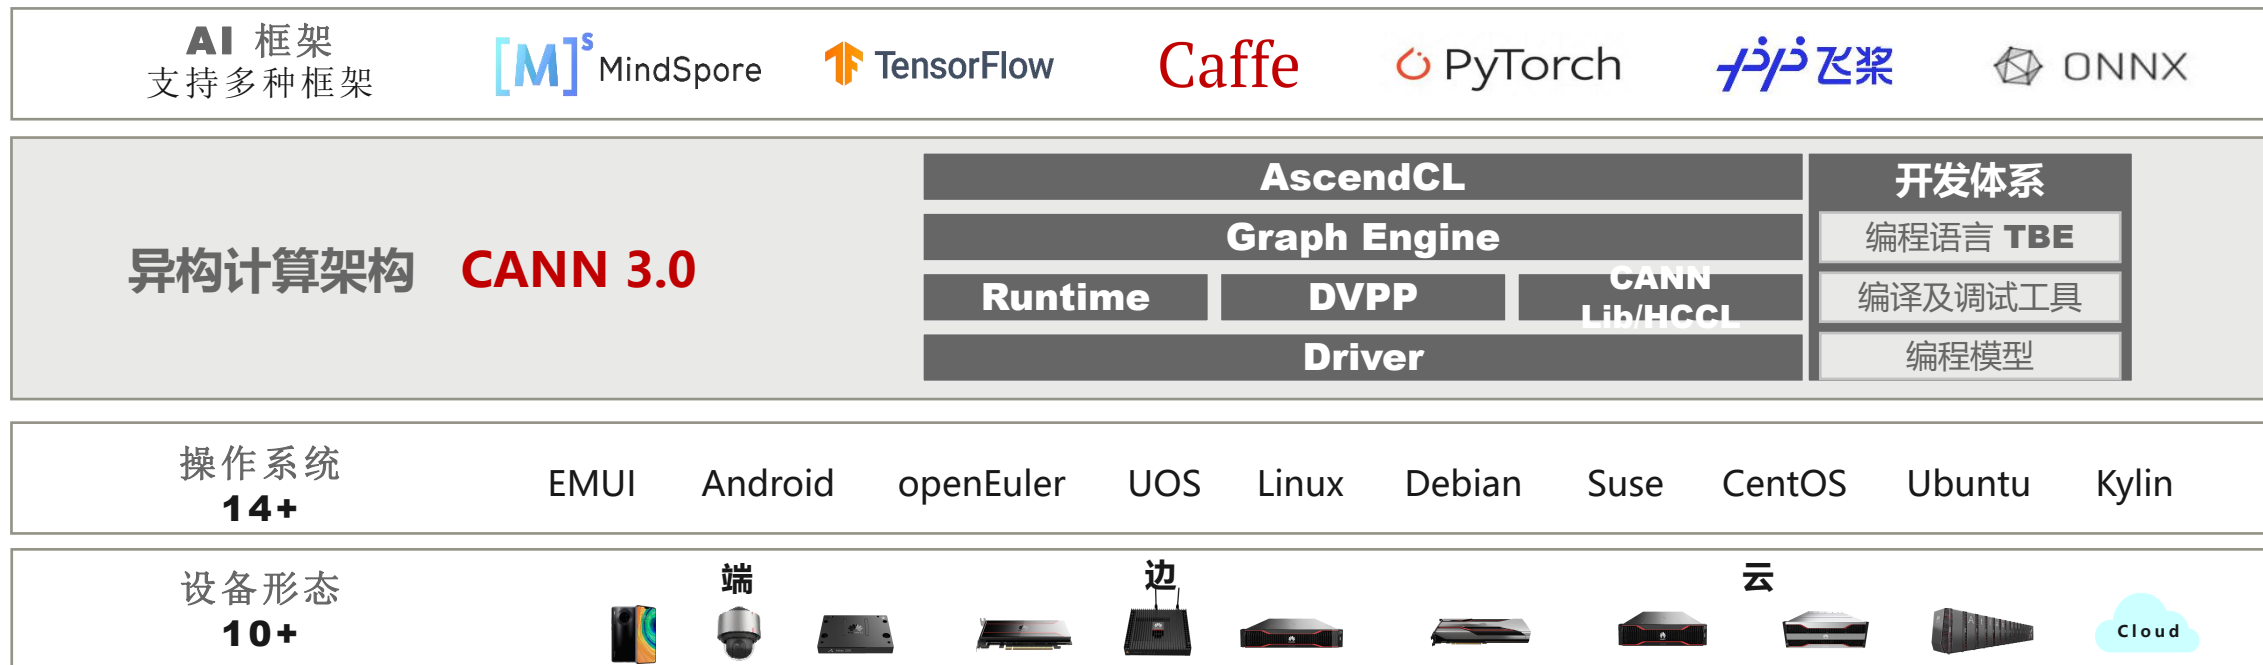 AI 框架
支持多种框架
[M]s MindSpore
TensorFlow
Caffe
PyTorch
飞桨
ONNX
异构计算架构 CANN 3.0
AscendCL
Graph Engine
Runtime
DVPP
CANN
Lib/HCCL
Driver
开发体系
编程语言 TBE
编译及调试工具
编程模型
操作系统
14+
EMUI Android openEuler UOS Linux Debian Suse CentOS Ubuntu Kylin
设备形态
10+
端
边
云
Cloud